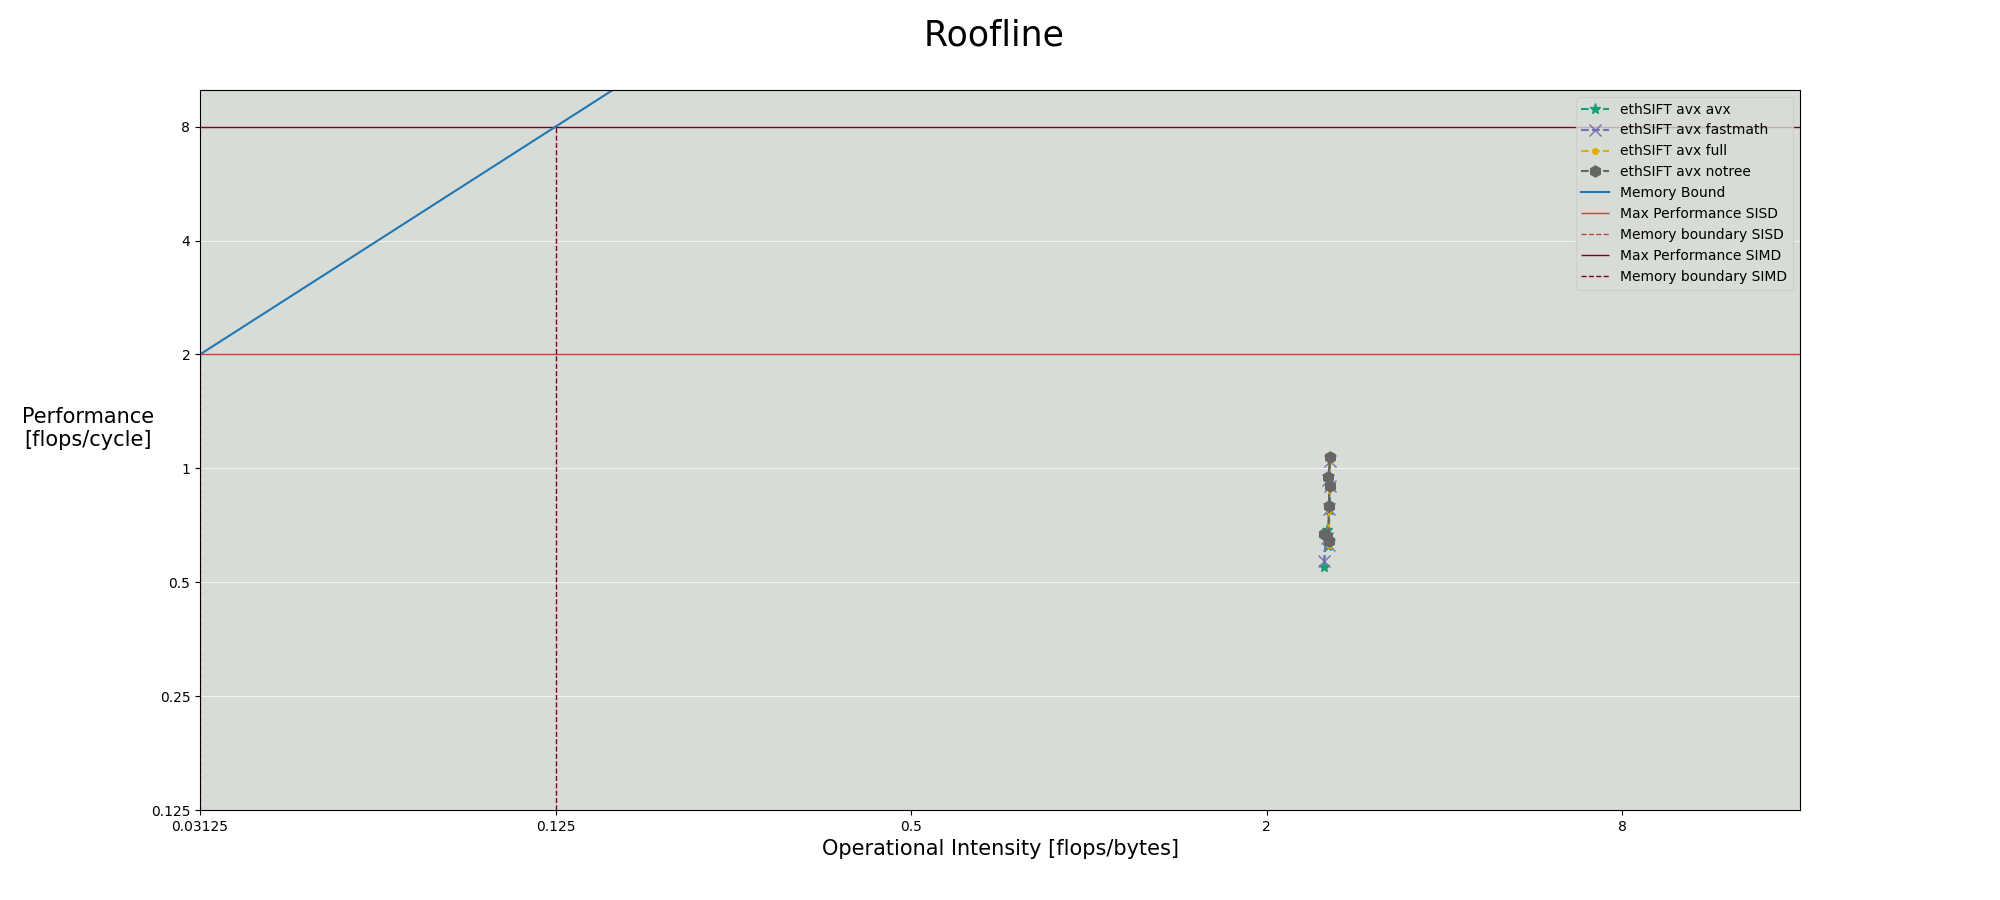 Roofline
ethSIFT avx avx
ethSIFT avx fastmath
ethSIFT avx full
ethSIFT avx notree
Memory Bound
Max Performance SISD
Memory boundary SISD
Max Performance SIMD
Memory boundary SIMD
8
4
2
1
0.5
0.25
0.125
Performance
[flops/cycle]
0.03125
0.125
0.5
2
8
Operational Intensity [flops/bytes]